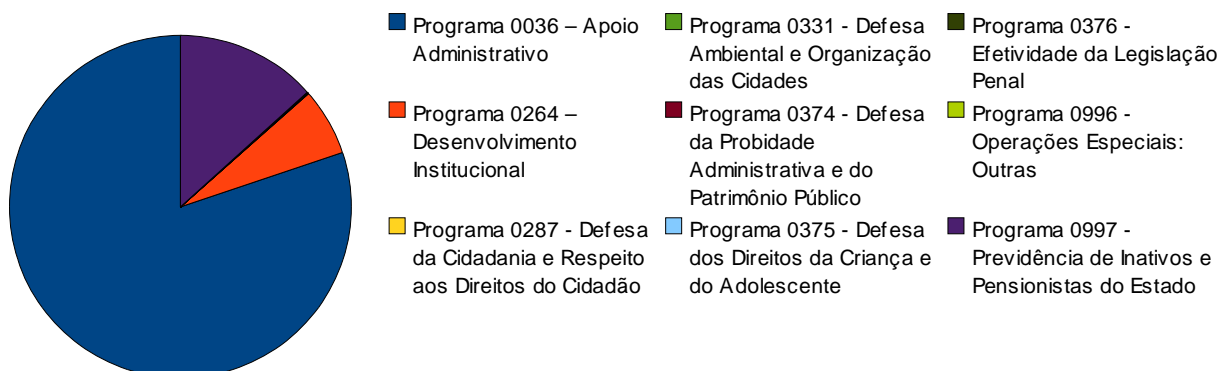 Programa 0036 – Apoio
Administrativo
Programa 0264 –
Desenvolvimento
Institucional
Programa 0287 - Defesa
da Cidadania e Respeito
aos Direitos do Cidadão
Programa 0331 - Defesa
Ambiental e Organização
das Cidades
Programa 0374 - Defesa
da Probidade
Administrativa e do
Patrimônio Público
Programa 0375 - Defesa
dos Direitos da Criança e
do Adolescente
Programa 0376 -
Efetividade da Legislação
Penal
Programa 0996 -
Operações Especiais:
Outras
Programa 0997 -
Previdência de Inativos e
Pensionistas do Estado